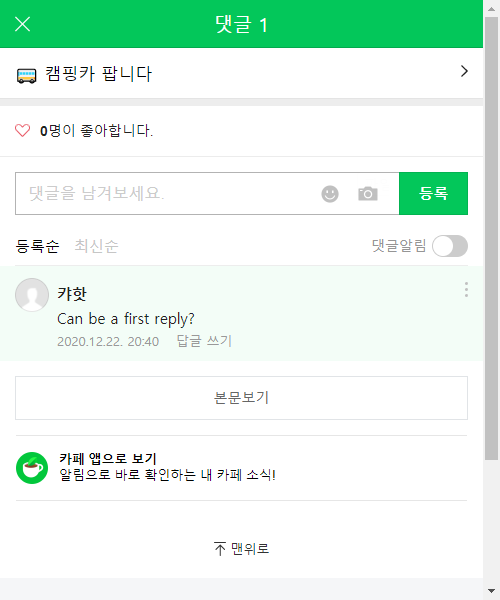 댓글 1
캠핑카 팝니다
0명이 좋아합니다.
댓글을 남겨보세요.
등록
등록순 최신순 댓글알림
캬핫
Can be a first reply?
2020.12.22. 20:40 답글 쓰기
본문보기
카페 앱으로 보기
알림으로 바로 확인하는 내 카페 소식!
맨위로